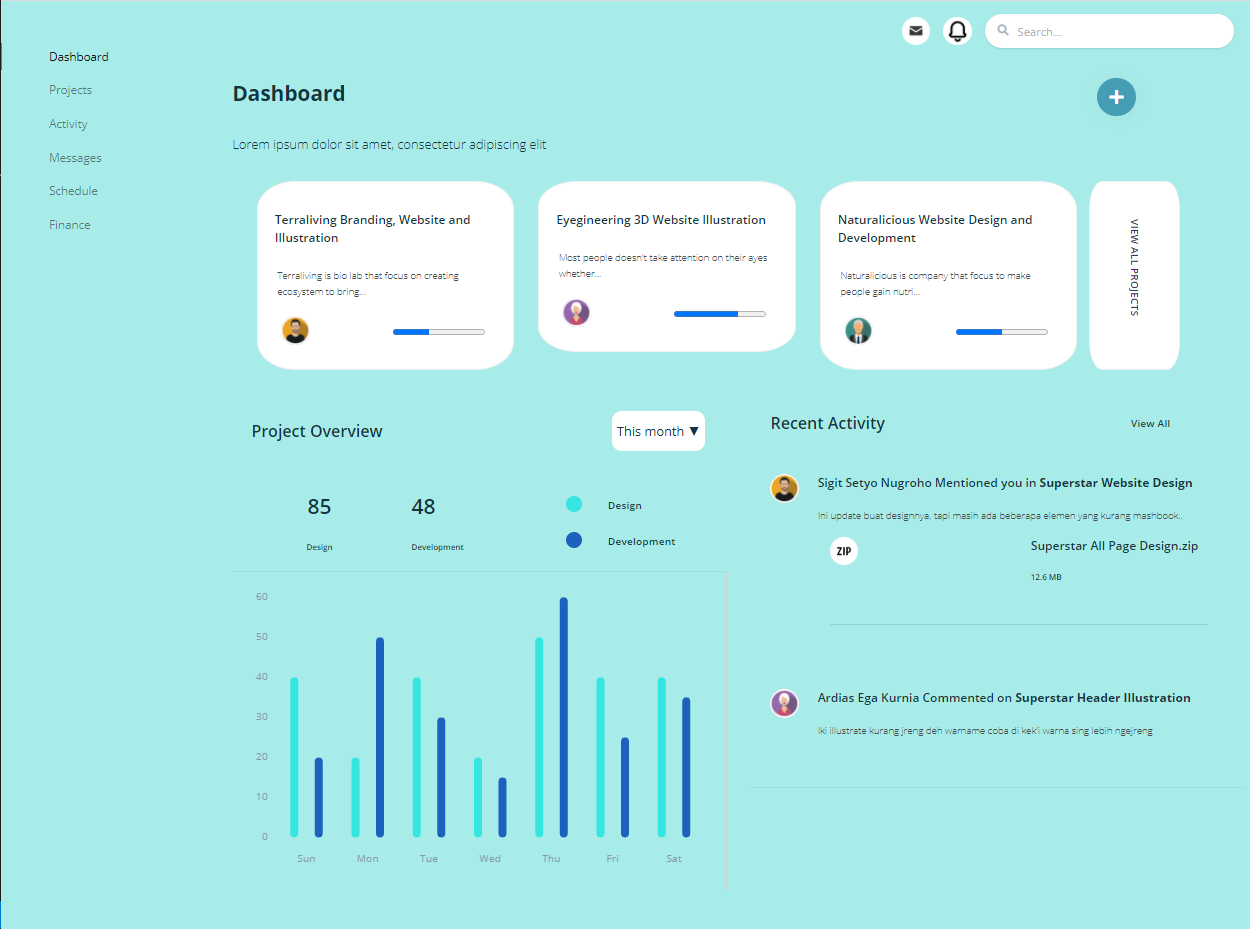 Search...
Dashboard
Projects
Activity
Messages
Schedule
Finance
Dashboard
Lorem ipsum dolor sit amet, consectetur adipiscing elit
Terraliving Branding, Website and
Illustration
Terraliving is bio lab that focus on creating
ecosystem to bring...
Eyegineering 3D Website Illustration
Most people doesn't take attention on their ayes
whether...
Naturalicious Website Design and
Development
Naturalicious is company that focus to make
people gain nutri...
VIEW ALL PROJECTS
Project Overview
This month ▼
85
48
Design
Development
Design
Development
60
50
40
30
20
10
0
Sun Mon Tue Wed Thu Fri Sat
Recent Activity
View All
Sigit Setyo Nugroho Mentioned you in Superstar Website Design
Ini update buat designnya, tapi masih ada beberapa elemen yang kurang mashbook..
ZIP
Superstar All Page Design.zip
12.6 MB
Ardias Ega Kurnia Commented on Superstar Header Illustration
Iki illustrate kurang jreng deh warname coba di kek'i warna sing lebih ngejreng